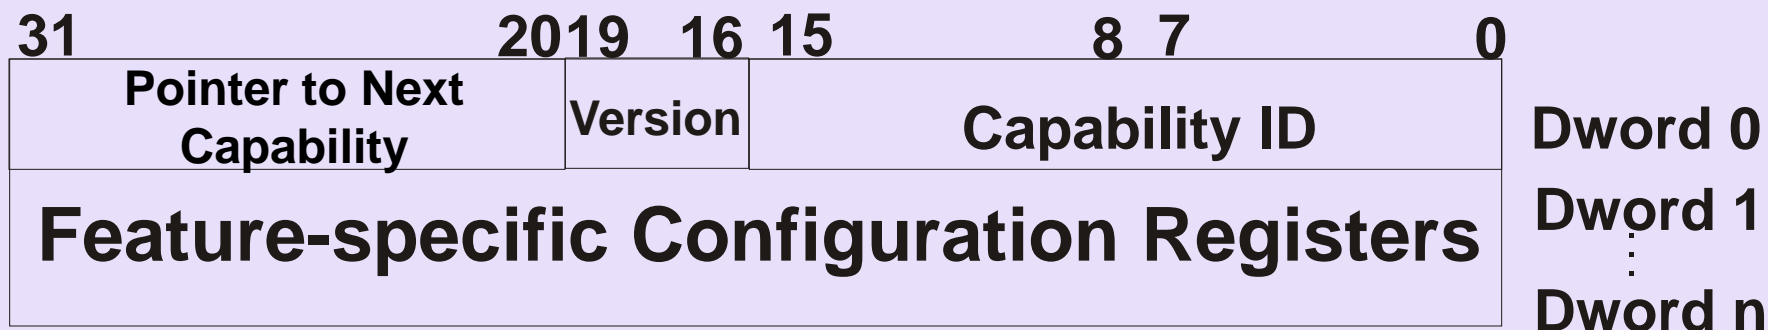 31 2019 16 15 8 7 0
Pointer to Next
Capability
Version
Capability ID
Dword 0
Feature-specific Configuration Registers
Dword 1
:
Dword n